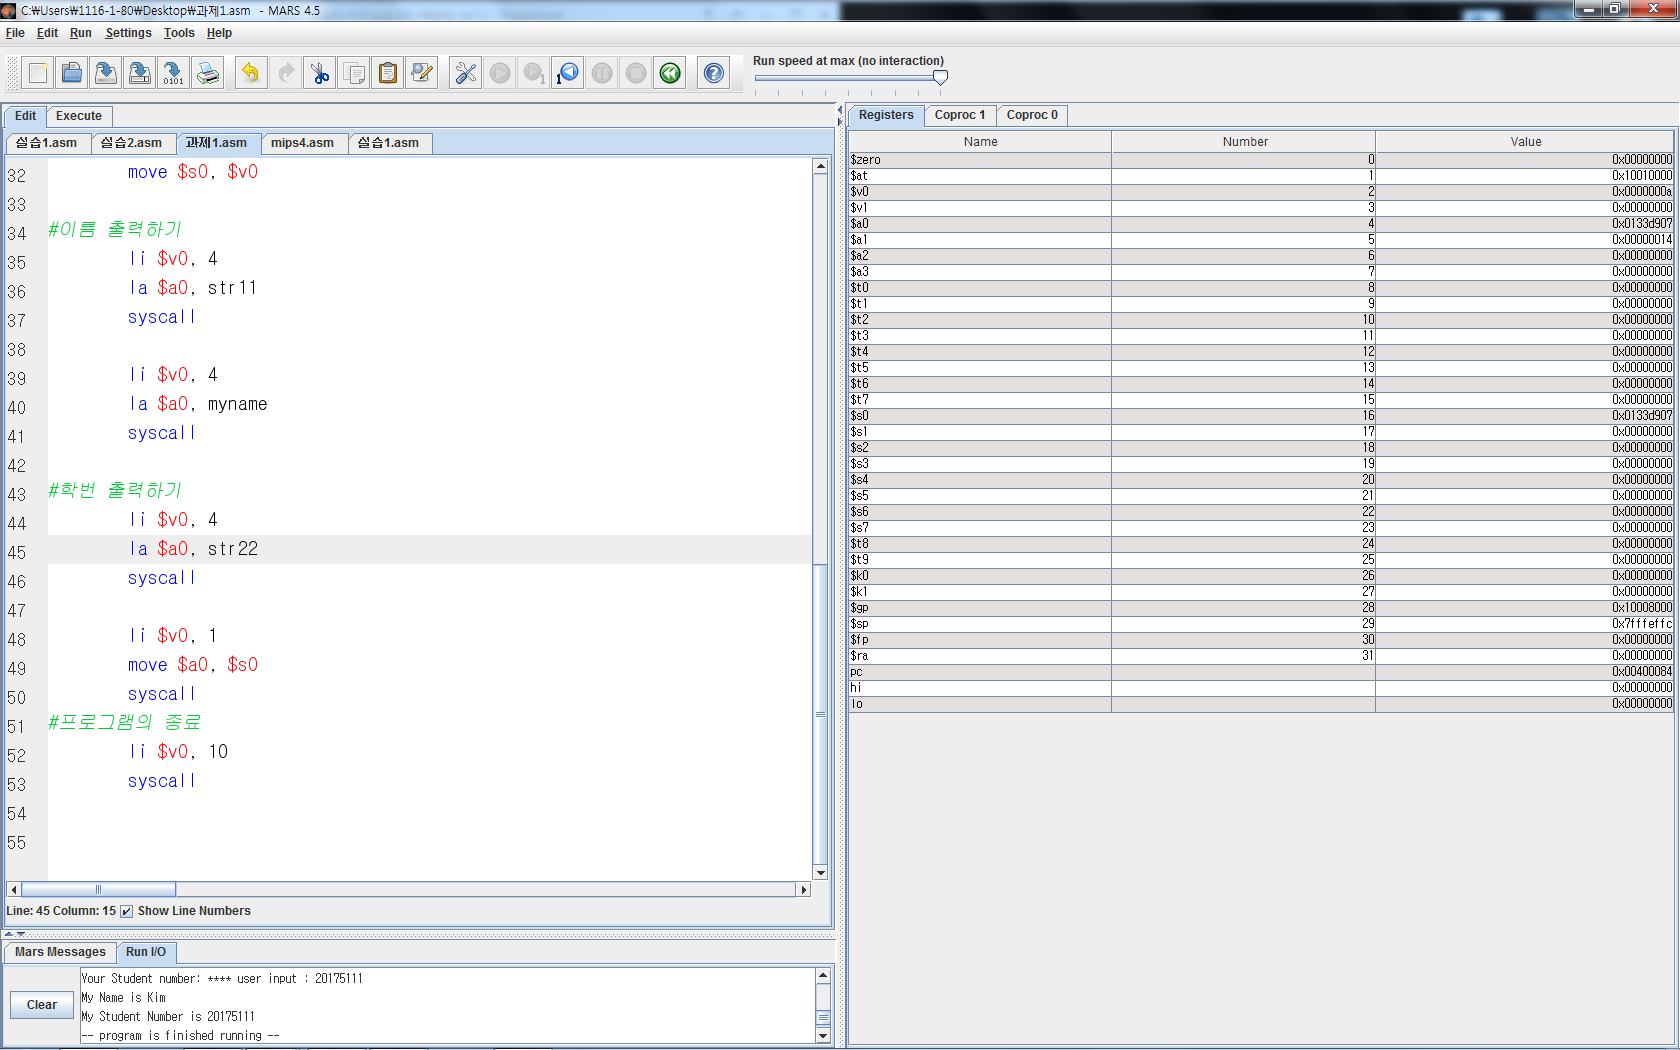 C:₩Users₩1116-1-80₩Desktop₩과제1.asm - MARS 4.5
File Edit Run Settings Tools Help
Run speed at max (no interaction)
Edit Execute
실습1.asm 실습2.asm 과제1.asm mips4.asm 실습1.asm
32 move $s0, $v0
33
34 #이름 출력하기
35 li $v0, 4
36 la $a0, str11
37 syscall
38
39 li $v0, 4
40 la $a0, myname
41 syscall
42
43 #학번 출력하기
44 li $v0, 4
45 la $a0, str22
46 syscall
47
48 li $v0, 1
49 move $a0, $s0
50 syscall
51 #프로그램의 종료
52 li $v0, 10
53 syscall
54
55
Line: 45 Column: 15 Show Line Numbers
Mars Messages Run I/O
Clear
Your Student number: **** user input : 20175111
My Name is Kim
My Student Number is 20175111
-- program is finished running --
Registers Coproc 1 Coproc 0
Name Number Value
$zero 0 0x00000000
$at 1 0x10010000
$v0 2 0x0000000a
$v1 3 0x00000000
$a0 4 0x0133d907
$a1 5 0x00000014
$a2 6 0x00000000
$a3 7 0x00000000
$t0 8 0x00000000
$t1 9 0x00000000
$t2 10 0x00000000
$t3 11 0x00000000
$t4 12 0x00000000
$t5 13 0x00000000
$t6 14 0x00000000
$t7 15 0x00000000
$s0 16 0x0133d907
$s1 17 0x00000000
$s2 18 0x00000000
$s3 19 0x00000000
$s4 20 0x00000000
$s5 21 0x00000000
$s6 22 0x00000000
$s7 23 0x00000000
$t8 24 0x00000000
$t9 25 0x00000000
$k0 26 0x00000000
$k1 27 0x00000000
$gp 28 0x10008000
$sp 29 0x7fffeffc
$fp 30 0x00000000
$ra 31 0x00000000
pc 0x00400084
hi 0x00000000
lo 0x00000000